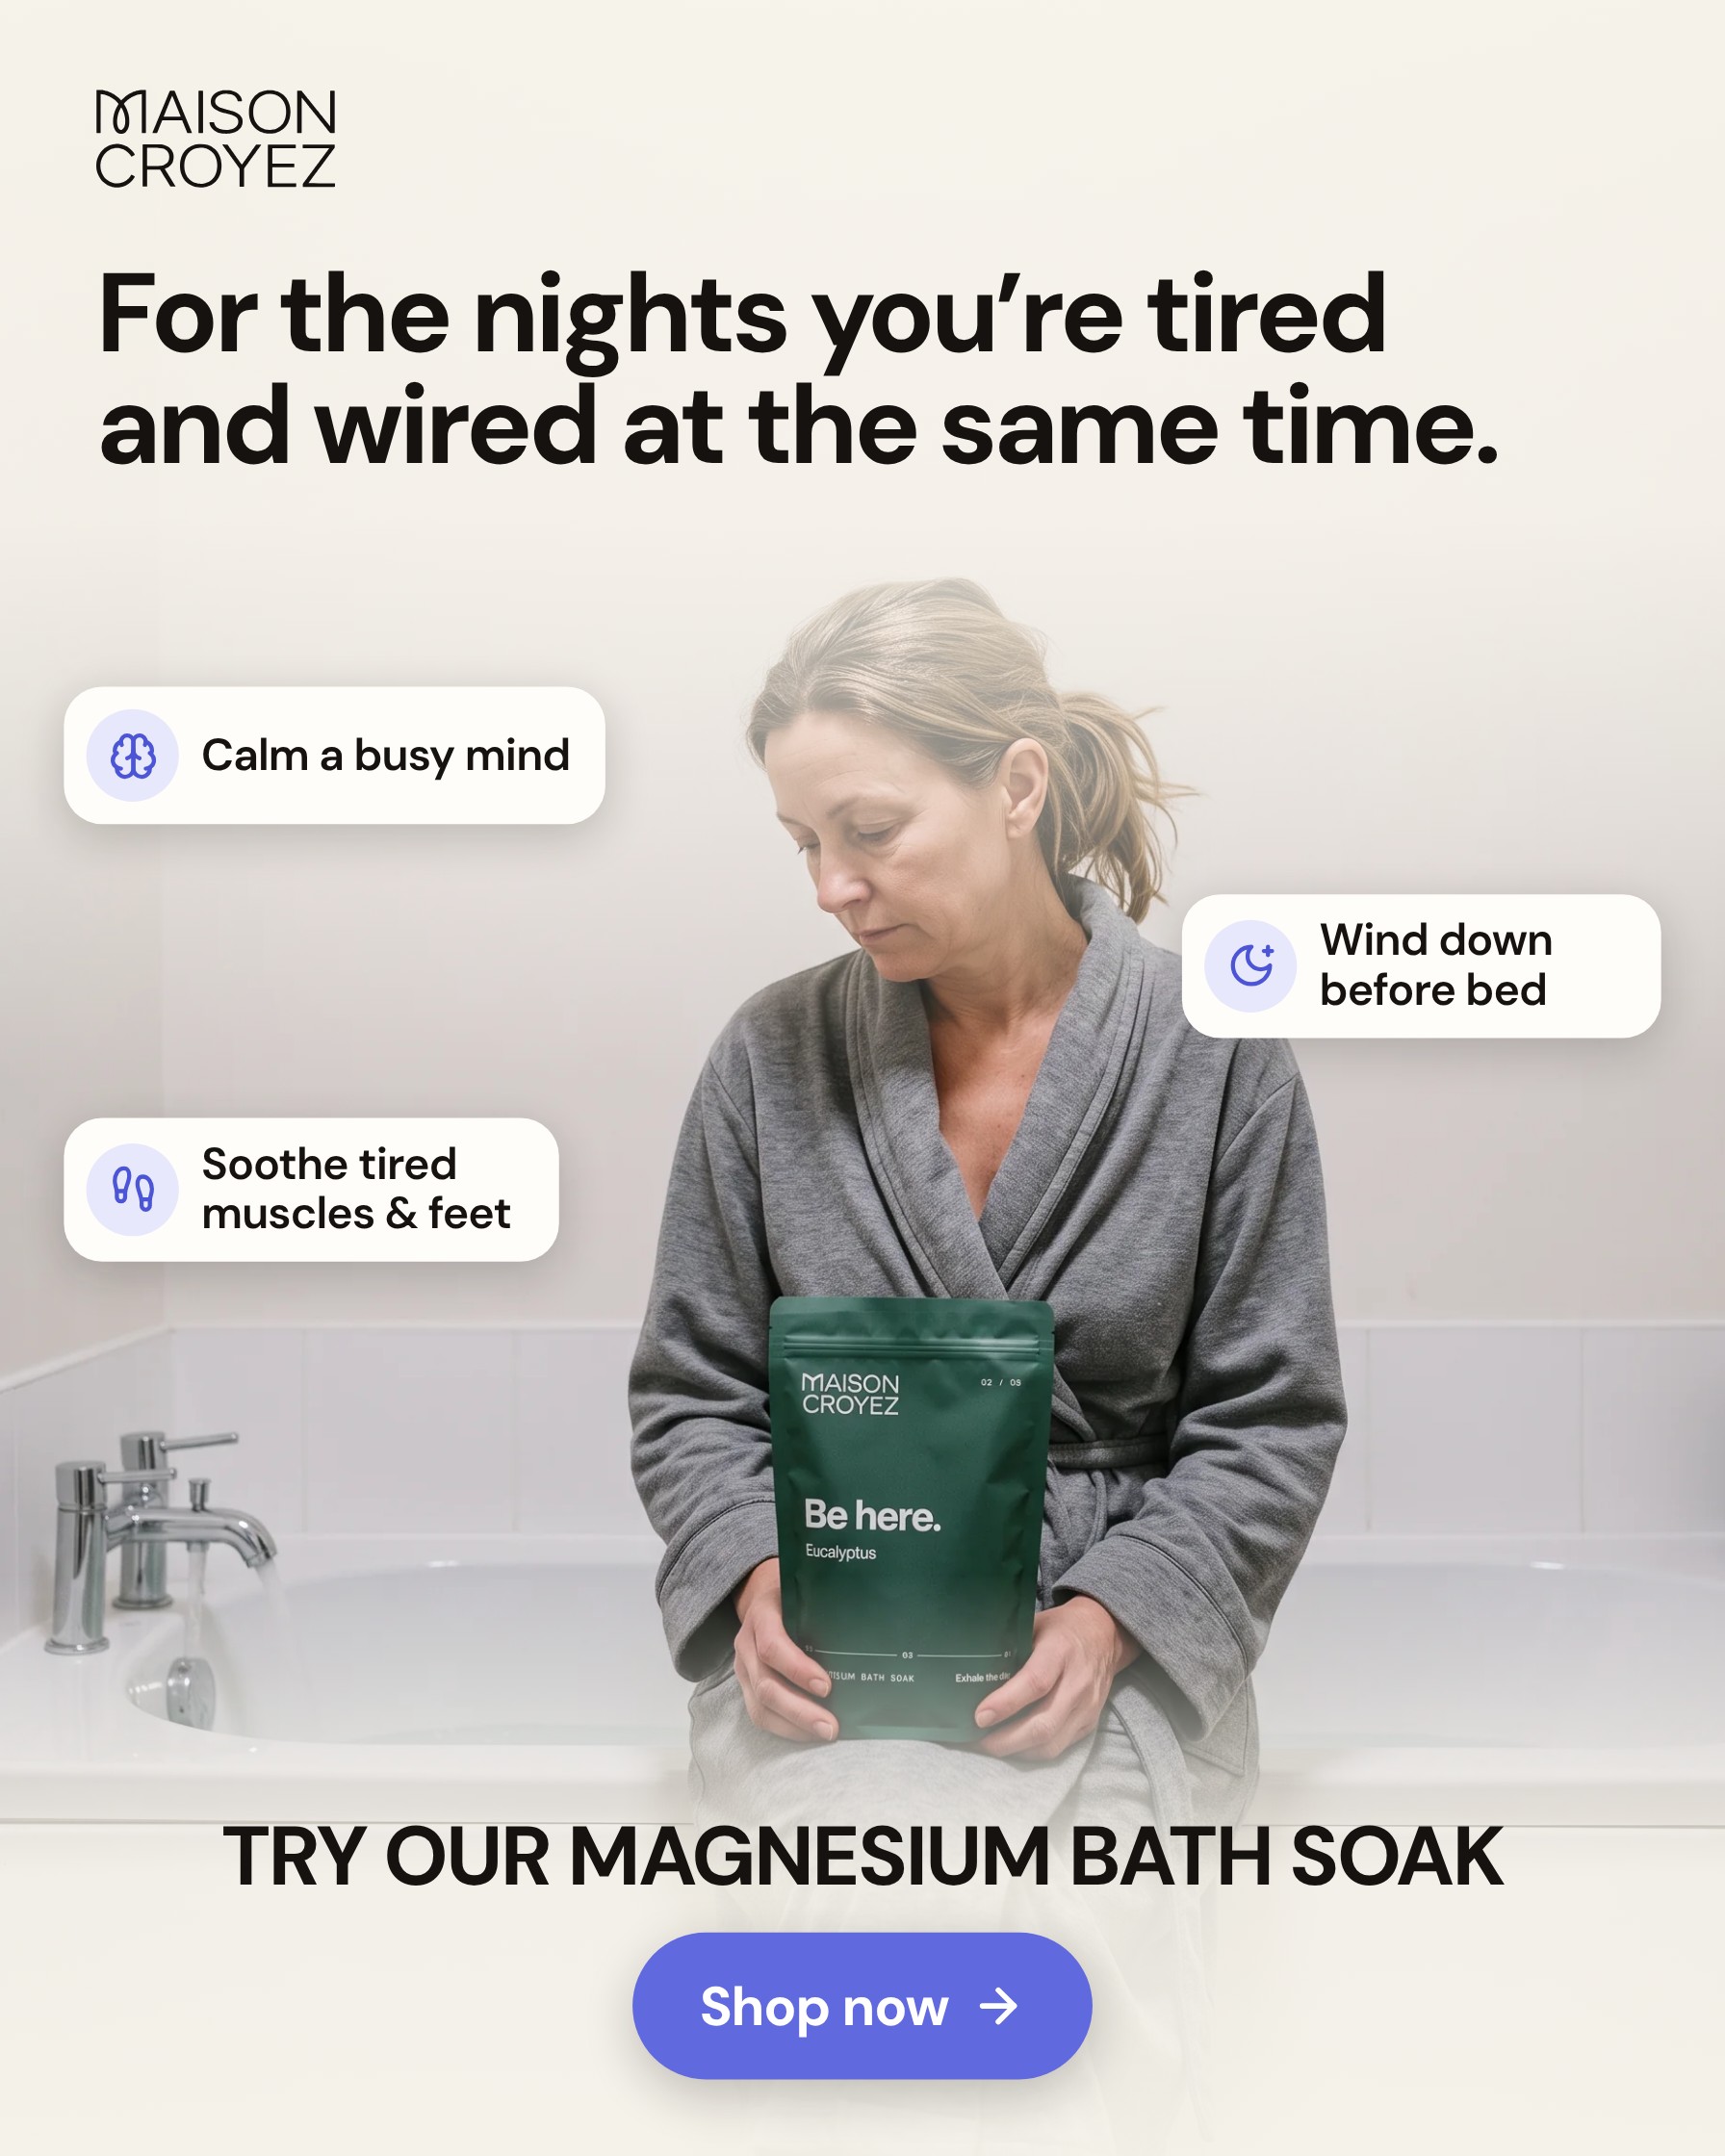 MAISON
CROYEZ
For the nights you’re tired
and wired at the same time.
Calm a busy mind
Wind down
before bed
Soothe tired
muscles & feet
MAISON
CROYEZ
02 / 05
Be here.
Eucalyptus
03
BATH SOAK
Exhale the
TRY OUR MAGNESIUM BATH SOAK
Shop now →